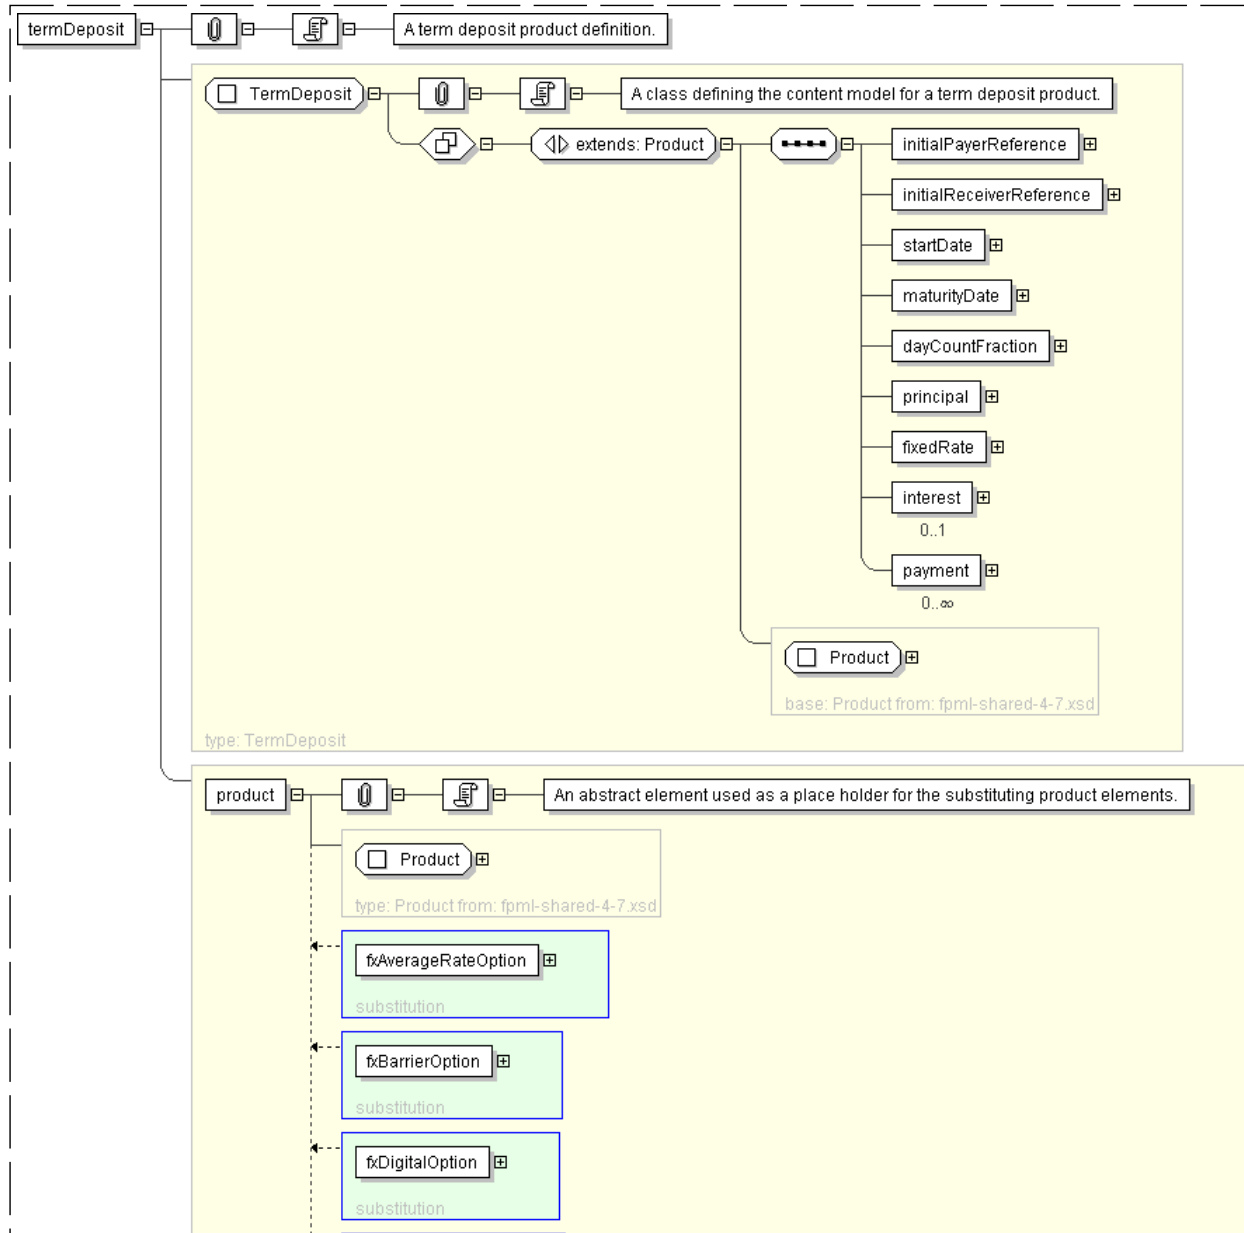 termDeposit
A term deposit product definition.
TermDeposit
A class defining the content model for a term deposit product.
extends: Product
initialPayerReference
initialReceiverReference
startDate
maturityDate
dayCountFraction
principal
fixedRate
interest
0..1
payment
0..∞
Product
base: Product from: fpml-shared-4-7.xsd
type: TermDeposit
product
An abstract element used as a place holder for the substituting product elements.
Product
type: Product from: fpml-shared-4-7.xsd
fxAverageRateOption
substitution
fxBarrierOption
substitution
fxDigitalOption
substitution